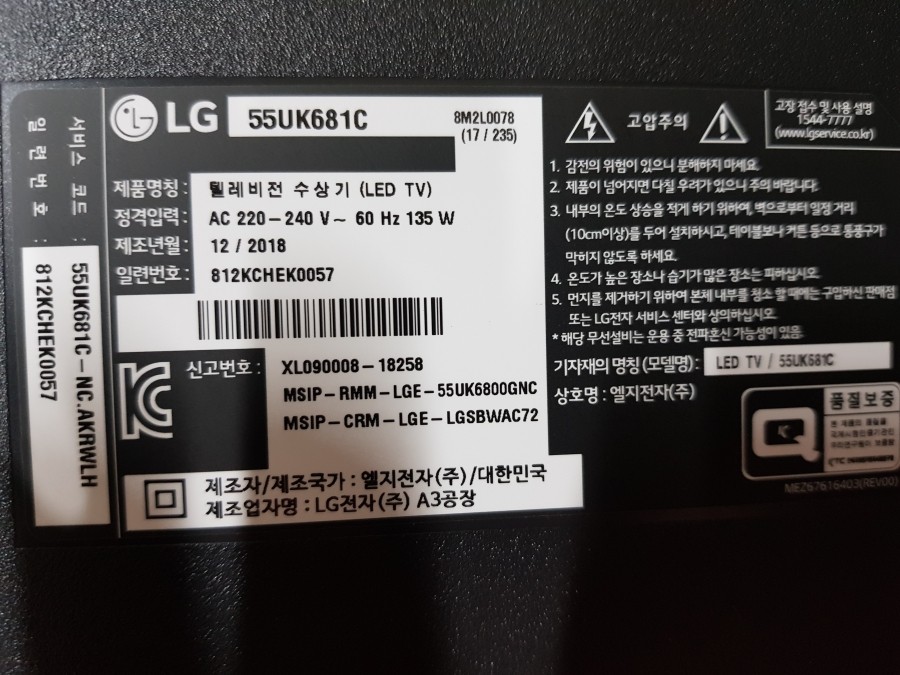 서비스 코드 : 55UK681C-NC.AKRWLH
일 련 번 호 : 812KCHEK0057
LG 55UK681C
8M2L0078
(17 / 235)
제품명칭 : 텔레비전 수상기 (LED TV)
정격입력 : AC 220-240 V~ 60 Hz 135 W
제조년월 : 12 / 2018
일련번호 : 812KCHEK0057
신고번호 : XL090008-18258
MSIP-RMM-LGE-55UK6800GNC
MSIP-CRM-LGE-LGSBWAC72
제조자/제조국가 : 엘지전자(주)/대한민국
제조업자명 : LG전자(주) A3공장
고압주의
고장 접수 및 사용 설명
1544-7777
(www.lgservice.co.kr)
1. 감전의 위험이 있으니 분해하지 마세요.
2. 제품이 넘어지면 다칠 우려가 있으니 주의 바랍니다.
3. 내부의 온도 상승을 적게 하기 위하여, 벽으로부터 일정 거리
(10cm이상)를 두어 설치하시고, 테이블보나 커튼 등으로 통풍구가
막히지 않도록 하세요.
4. 온도가 높은 장소나 습기가 많은 장소는 피하십시오.
5. 먼지를 제거하기 위하여 본체 내부를 청소 할 때에는 구입하신 판매점
또는 LG전자 서비스 센터와 상의하십시오.
* 해당 무선설비는 운용 중 전파혼신 가능성이 있음.
기자재의 명칭 (모델명) : LED TV / 55UK681C
상호명 : 엘지전자(주)
품질보증
MEZ67616403(REV00)